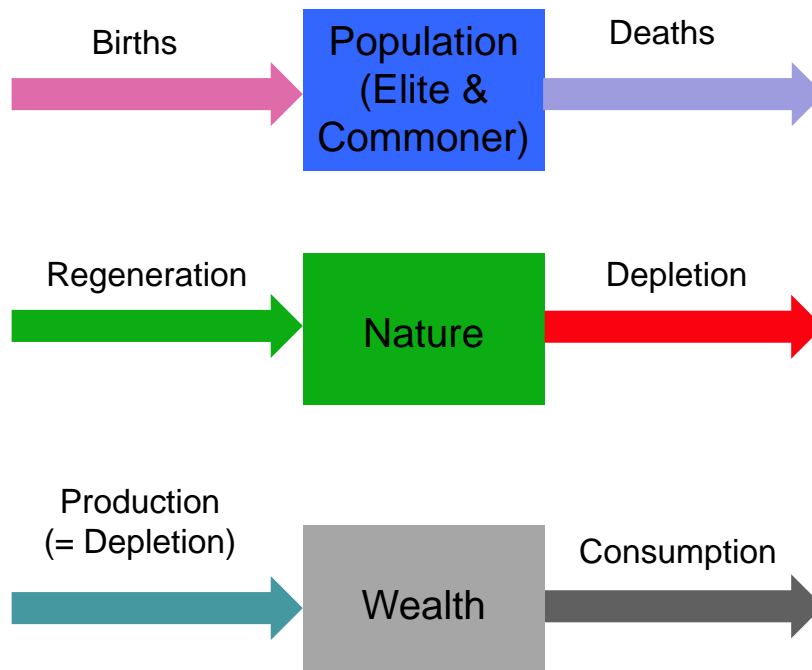 Births
Population
(Elite &
Commoner)
Deaths
Regeneration
Nature
Depletion
Production
(= Depletion)
Wealth
Consumption